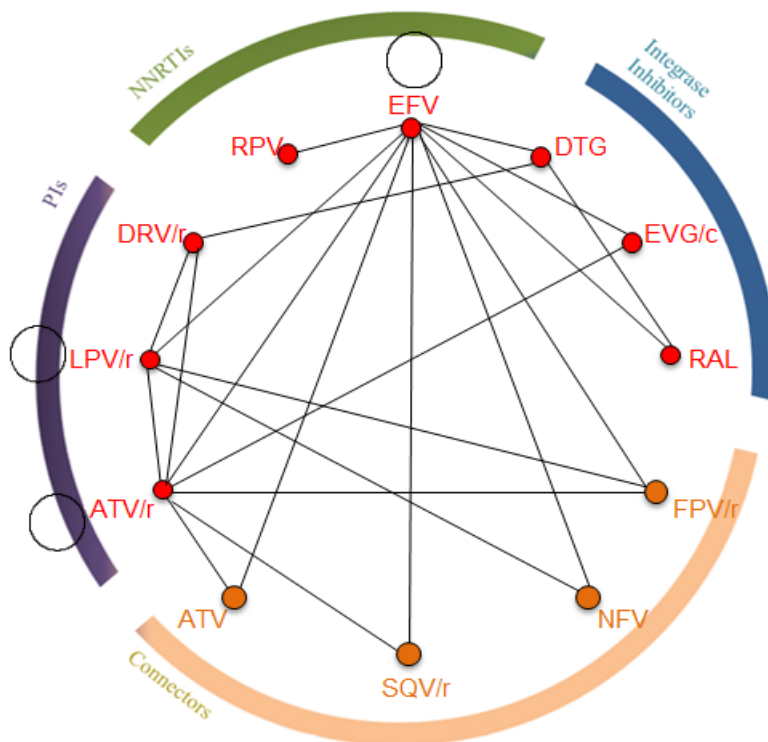 NNRTIs
Integrase
Inhibitors
EFV
RPV
DTG
PIs
DRV/r
EVG/c
LPV/r
RAL
ATV/r
FPV/r
ATV
NFV
Connectors
SQV/r